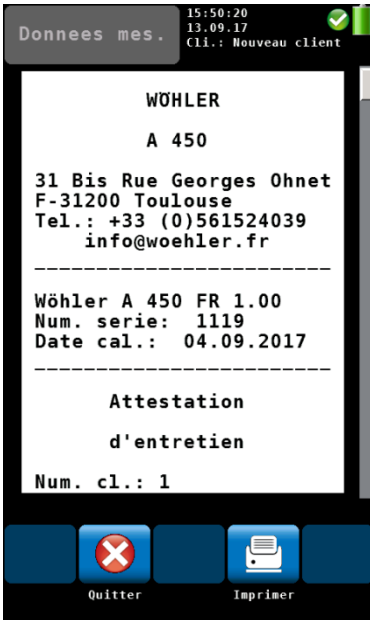 Donnees mes.
15:50:20
13.09.17
Cli.: Nouveau client
WÖHLER
A 450
31 Bis Rue Georges Ohnet
F-31200 Toulouse
Tel.: +33 (0)561524039
info@woehler.fr
------------------------
Wöhler A 450 FR 1.00
Num. serie: 1119
Date cal.: 04.09.2017
------------------------
Attestation
d'entretien
Num. cl.: 1
Quitter
Imprimer